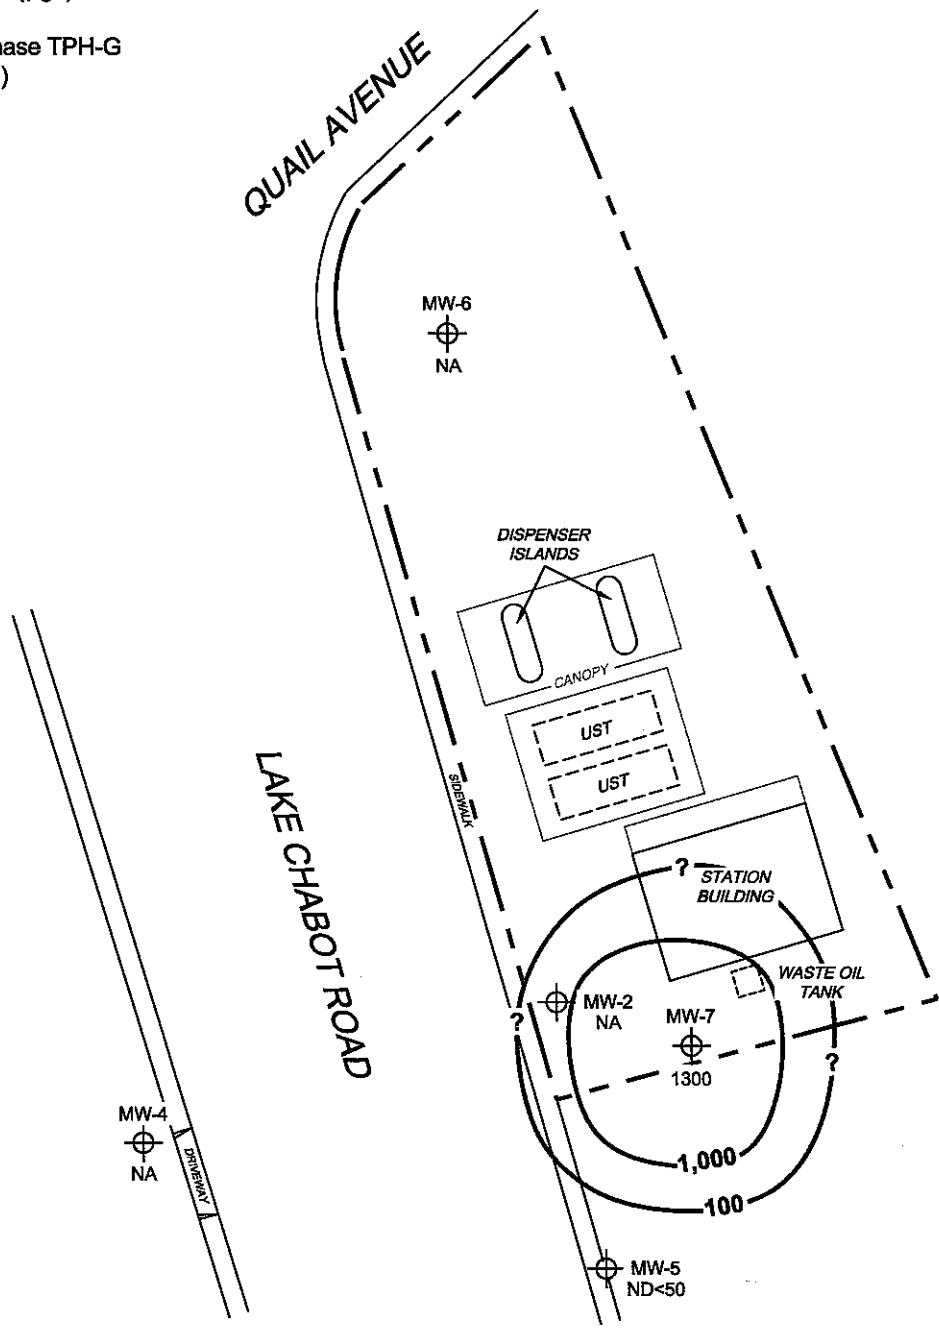 TPH-G
)
QUAIL AVENUE
MW-6
NA
DISPENSER
ISLANDS
CANOPY
UST
UST
SIDEWALK
LAKE CHABOT ROAD
?
STATION
BUILDING
WASTE OIL
TANK
MW-2
NA
?
MW-7
1300
?
MW-4
NA
DRIVEWAY
1,000
100
MW-5
ND<50